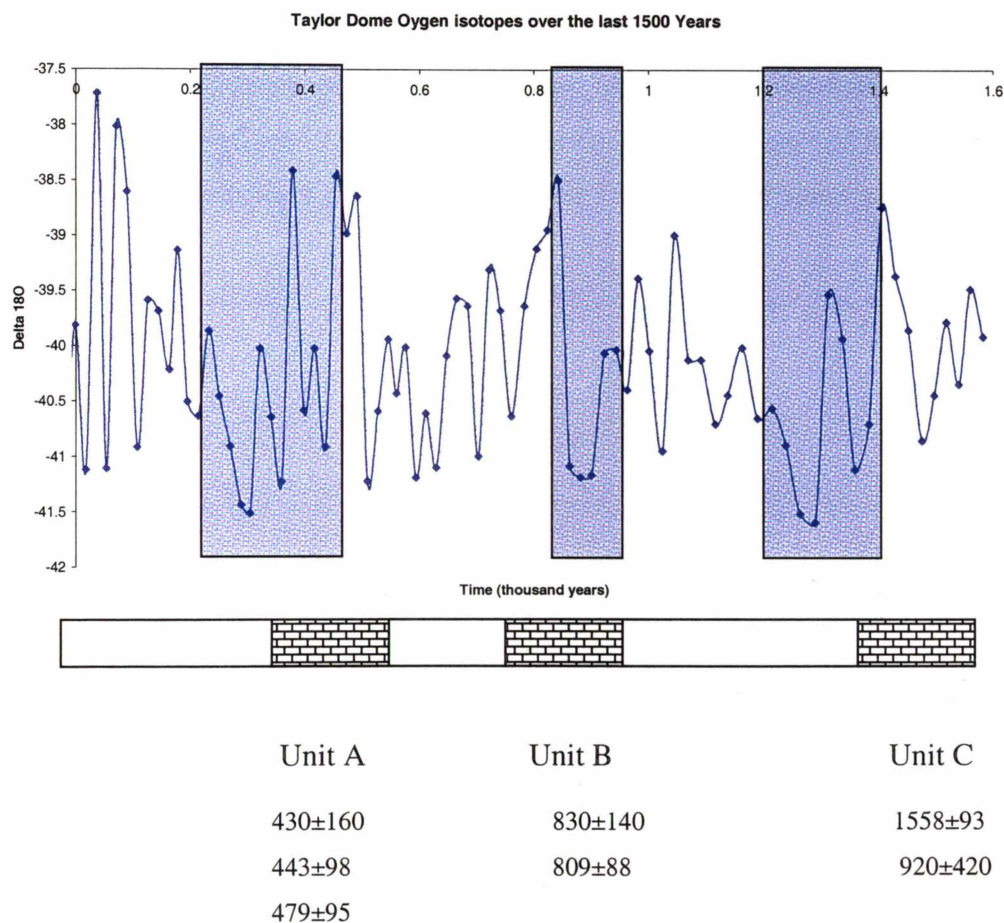 Taylor Dome Oygen isotopes over the last 1500 Years
-37.5
0 0.2 0.4 0.6 0.8 1 1.2 1.4 1.6
-38
-38.5
-39
-39.5
-40
-40.5
-41
-41.5
-42
Delta 18O
Time (thousand years)
Unit A Unit B Unit C
430±160 830±140 1558±93
443±98 809±88 920±420
479±95